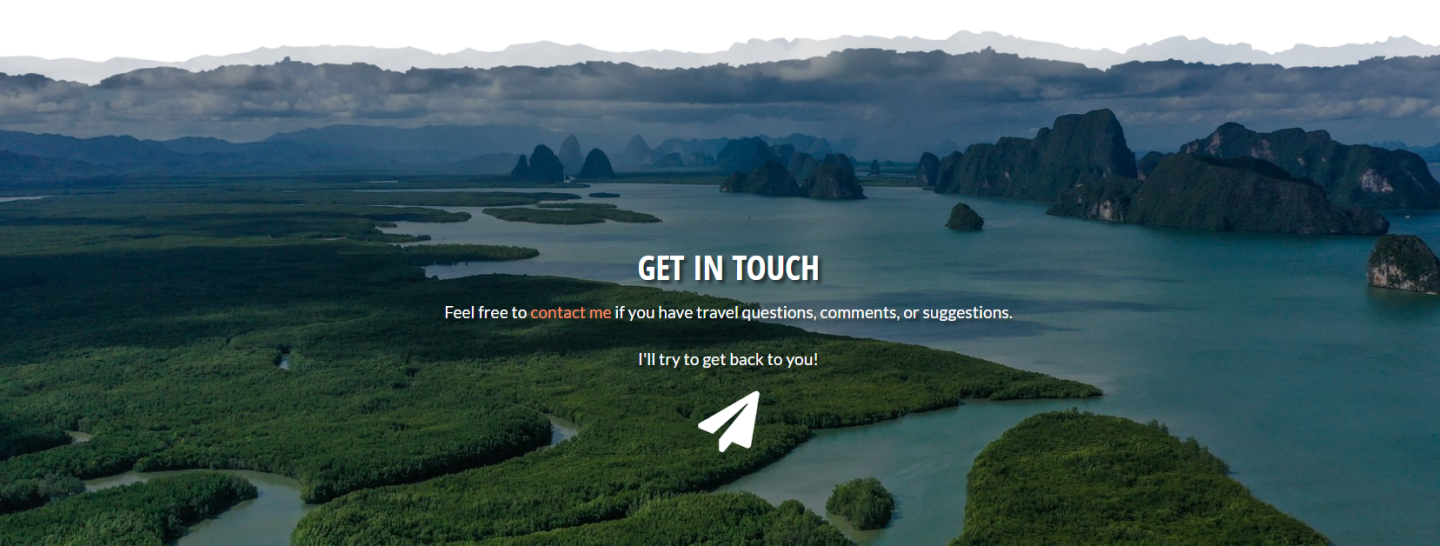 GET IN TOUCH
Feel free to contact me if you have travel questions, comments, or suggestions.
I'll try to get back to you!